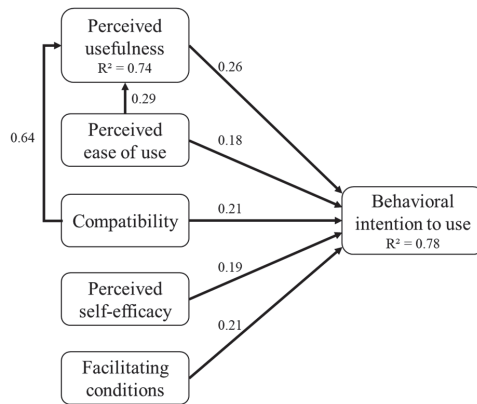 Perceived
usefulness
R² = 0.74
0.26
0.29
0.64
Perceived
ease of use
0.18
Compatibility
0.21
Behavioral
intention to use
R² = 0.78
Perceived
self-efficacy
0.19
0.21
Facilitating
conditions